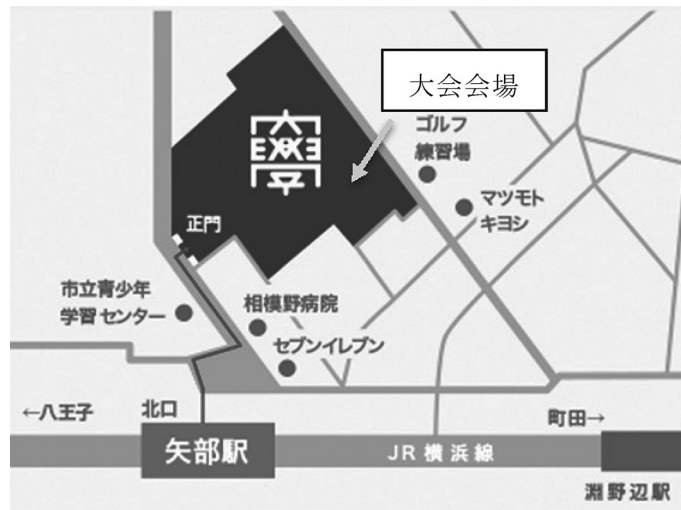 大会会場
ゴルフ
練習場
マツモト
キヨシ
正門
市立青少年
学習センター
相模野病院
セブンイレブン
←八王子
北口
町田→
矢部駅
JR横浜線
淵野辺駅